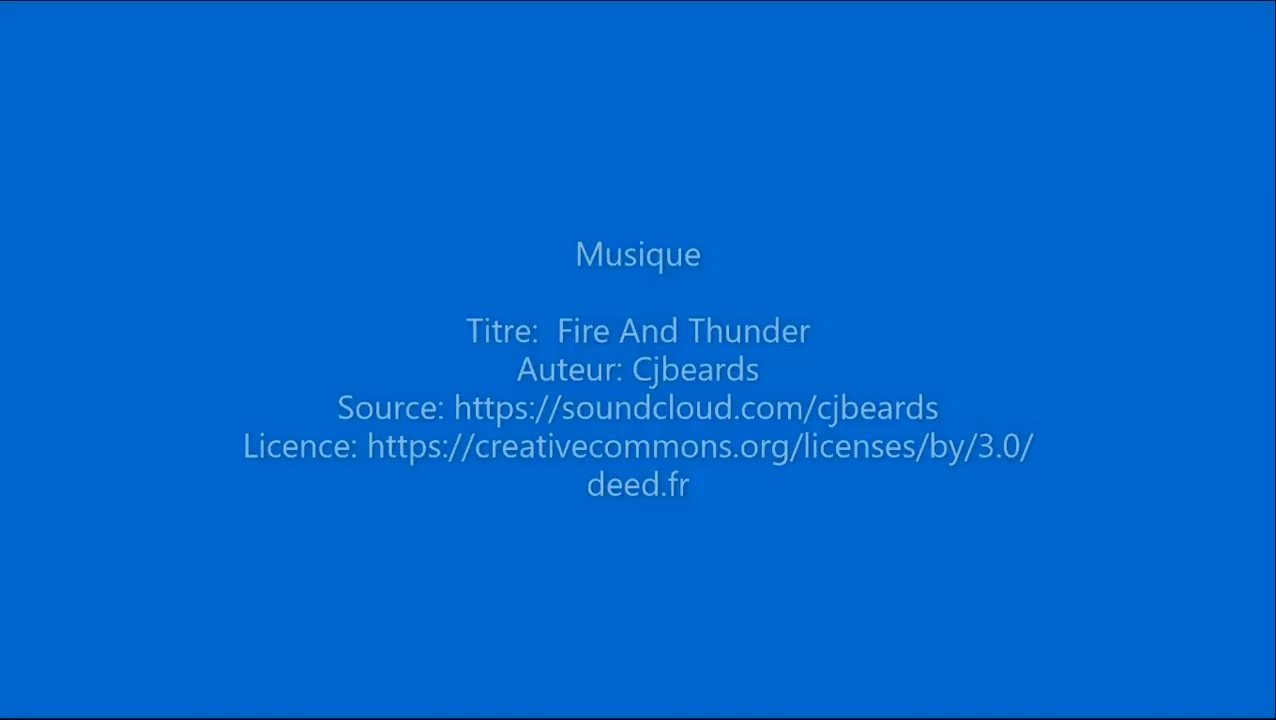 Musique
Titre:  Fire And Thunder
Auteur: Cjbeards
Source: https://soundcloud.com/cjbeards
Licence: https://creativecommons.org/licenses/by/3.0/
deed.fr